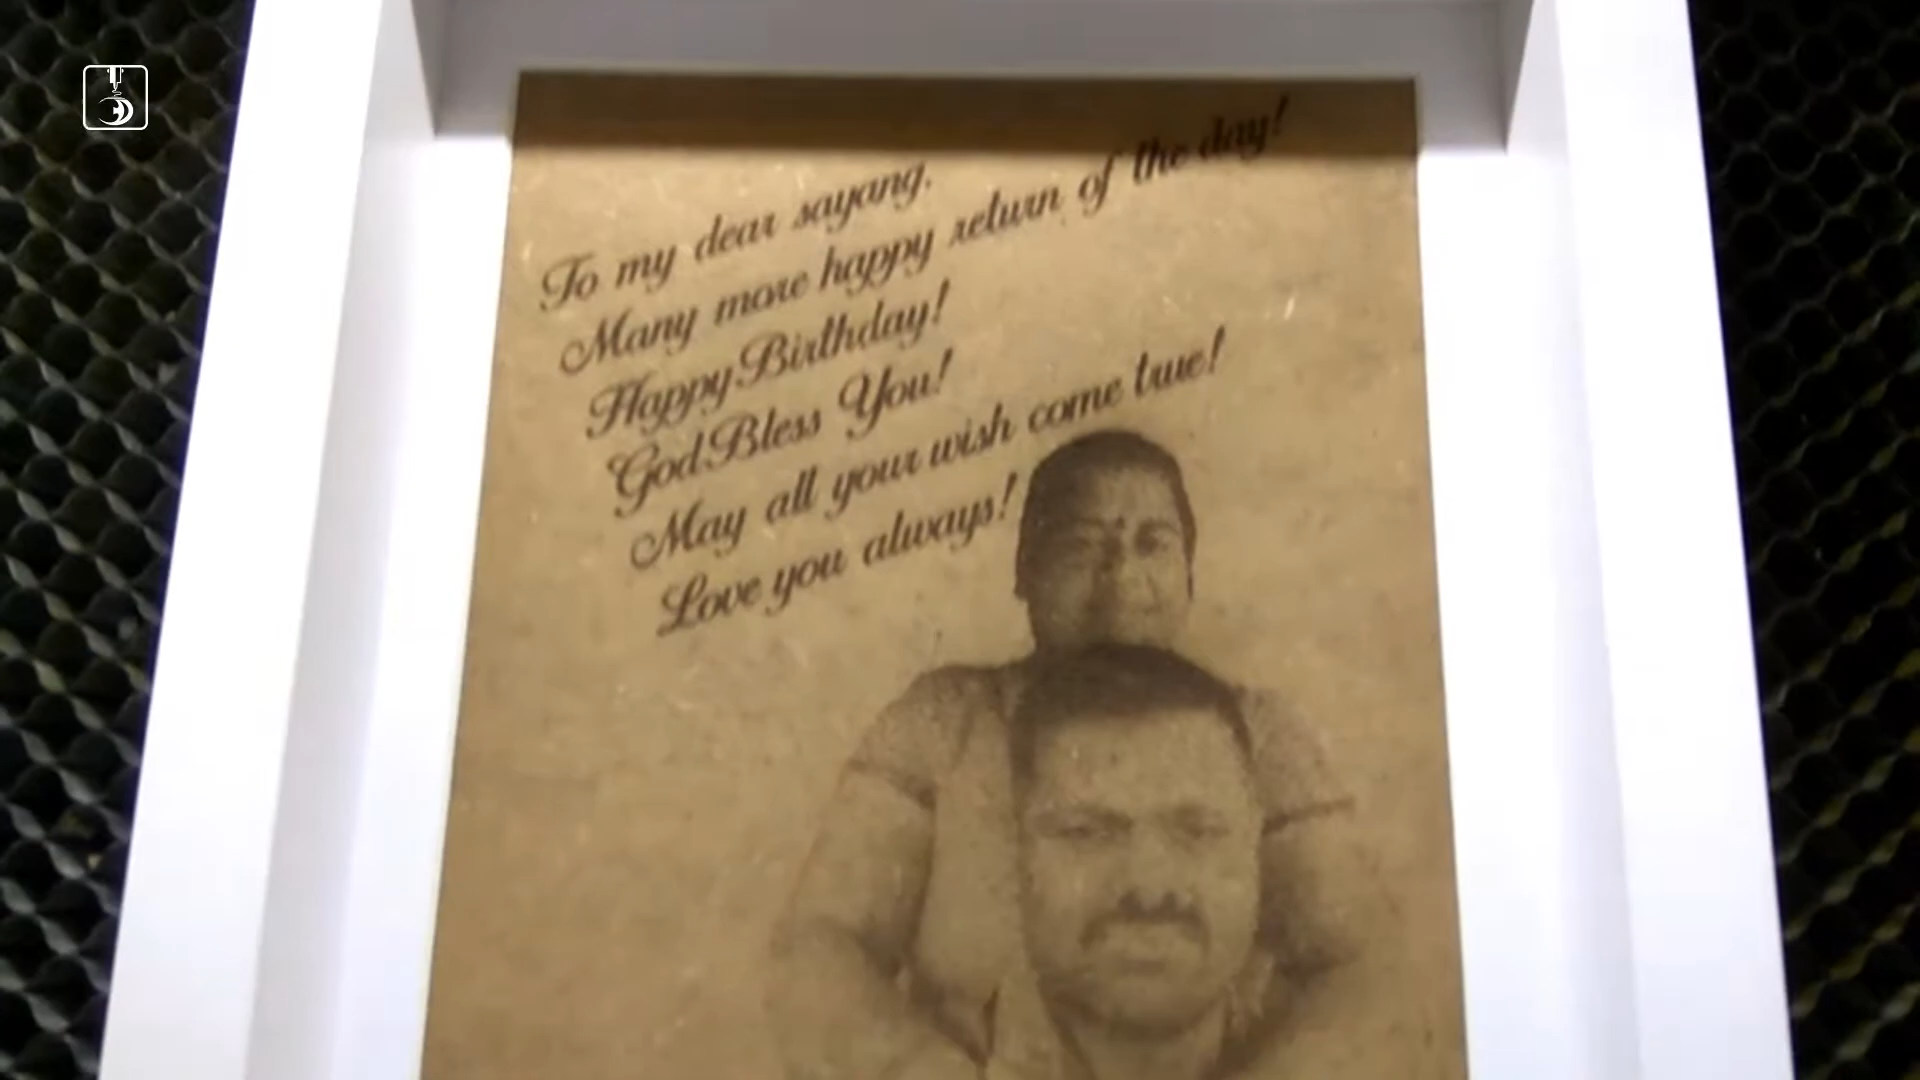 To my dear sayang.
Many more happy return of the day!
Happy Birthday!
God Bless You!
May all your wish come true!
Love you always!